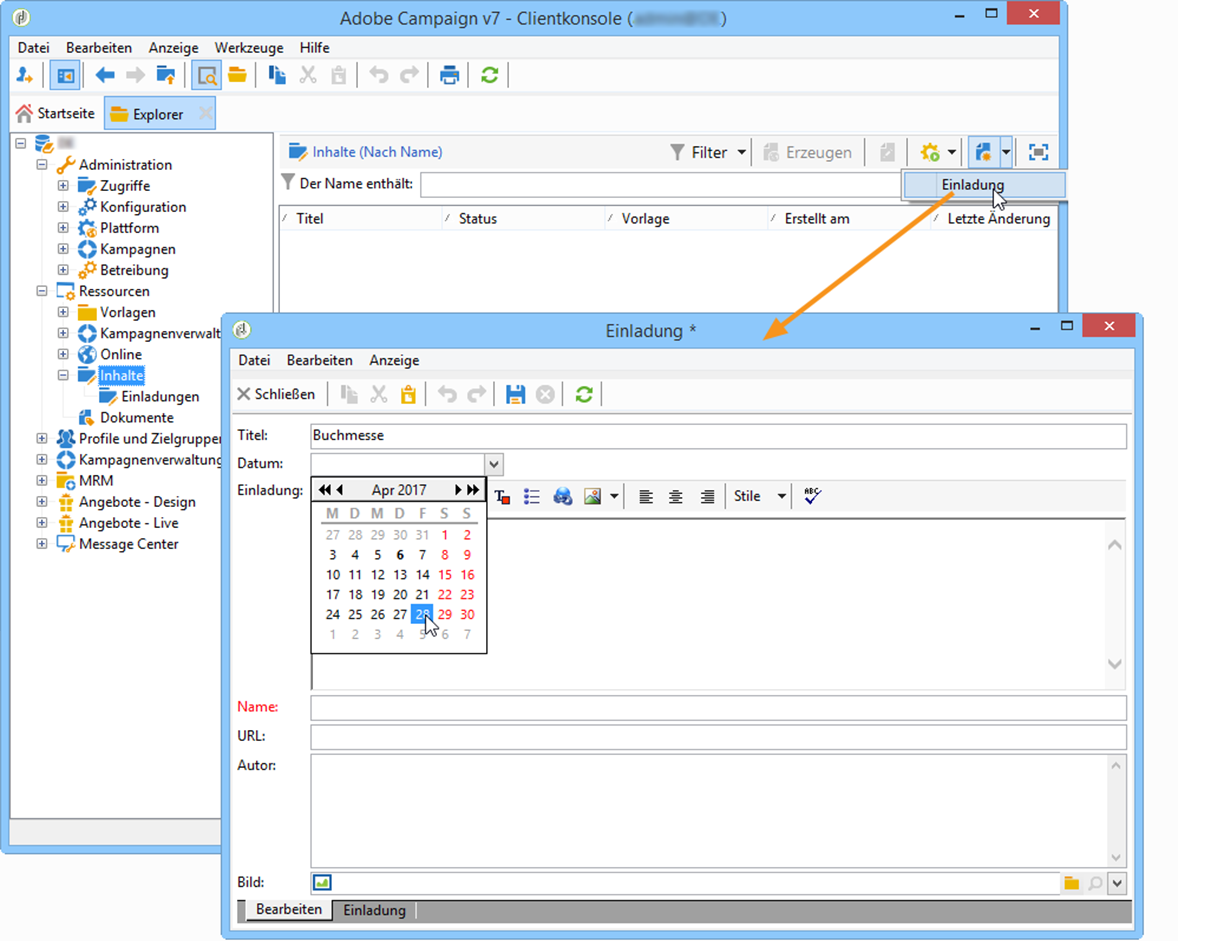 Adobe Campaign v7 - Clientkonsole (
Datei Bearbeiten Anzeige Werkzeuge Hilfe
Startseite Explorer
Administration
Zugriffe
Konfiguration
Plattform
Kampagnen
Betreibung
Ressourcen
Vorlagen
Kampagnenverwalt
Online
Inhalte
Einladungen
Dokumente
Profile und Zielgruppen
Kampagnenverwaltung
MRM
Angebote - Design
Angebote - Live
Message Center
Inhalte (Nach Name) Filter Erzeugen
Der Name enthält: Einladung
Titel Status Vorlage Erstellt am Letzte Änderung
Einladung *
Datei Bearbeiten Anzeige
Schließen
Titel: Buchmesse
Datum:
Einladung: Stile ABC
Apr 2017
M D M D F S S
27 28 29 30 31 1 2
3 4 5 6 7 8 9
10 11 12 13 14 15 16
17 18 19 20 21 22 23
24 25 26 27 28 29 30
1 2 3 4 5 6 7
Name:
URL:
Autor:
Bild:
Bearbeiten Einladung